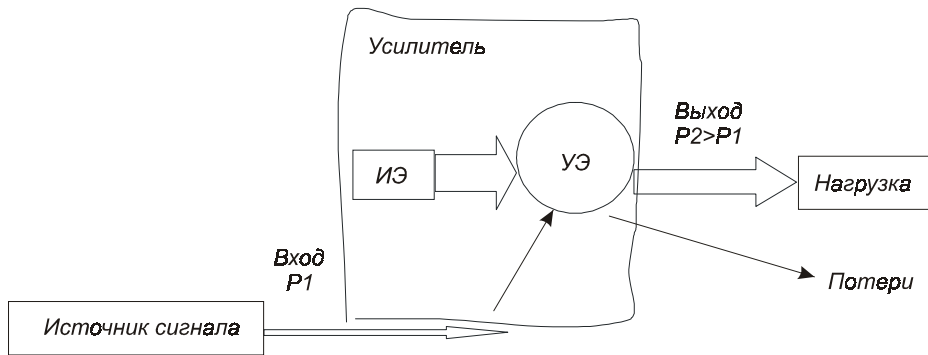 Усилитель
Выход
P2>P1
ИЭ
УЭ
Нагрузка
Вход
P1
Потери
Источник сигнала